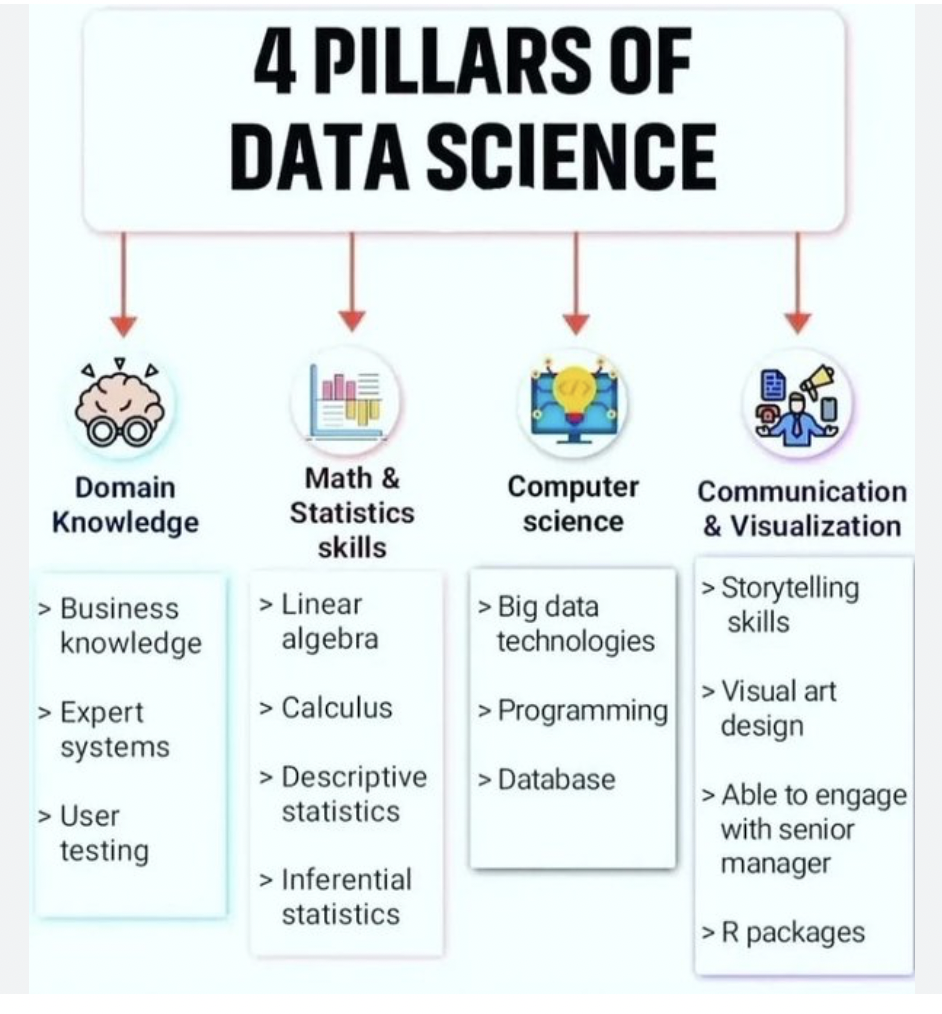 4 PILLARS OF
DATA SCIENCE
Domain
Knowledge
> Business
knowledge
> Expert
systems
> User
testing
Math &
Statistics
skills
> Linear
algebra
> Calculus
> Descriptive
statistics
> Inferential
statistics
Computer
science
> Big data
technologies
> Programming
> Database
Communication
& Visualization
> Storytelling
skills
> Visual art
design
> Able to engage
with senior
manager
> R packages